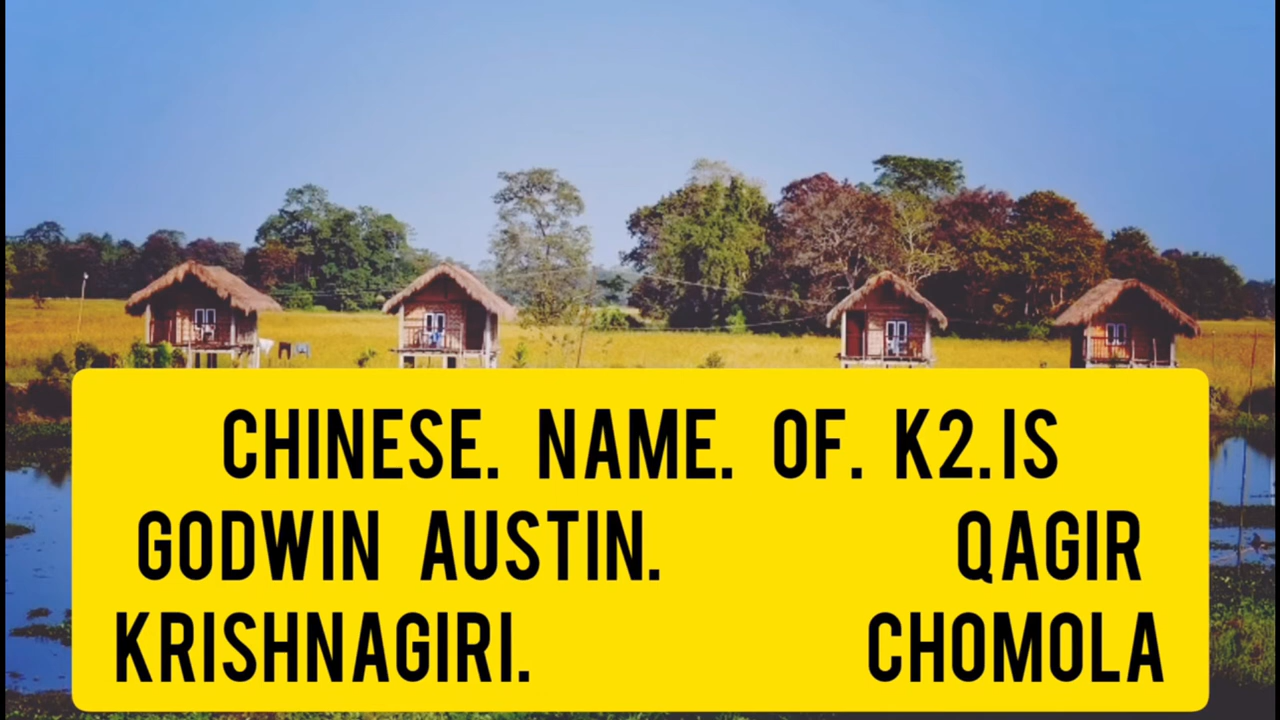 CHINESE. NAME. OF. K2.IS
GODWIN AUSTIN. QAGIR
KRISHNAGIRI. CHOMOLA